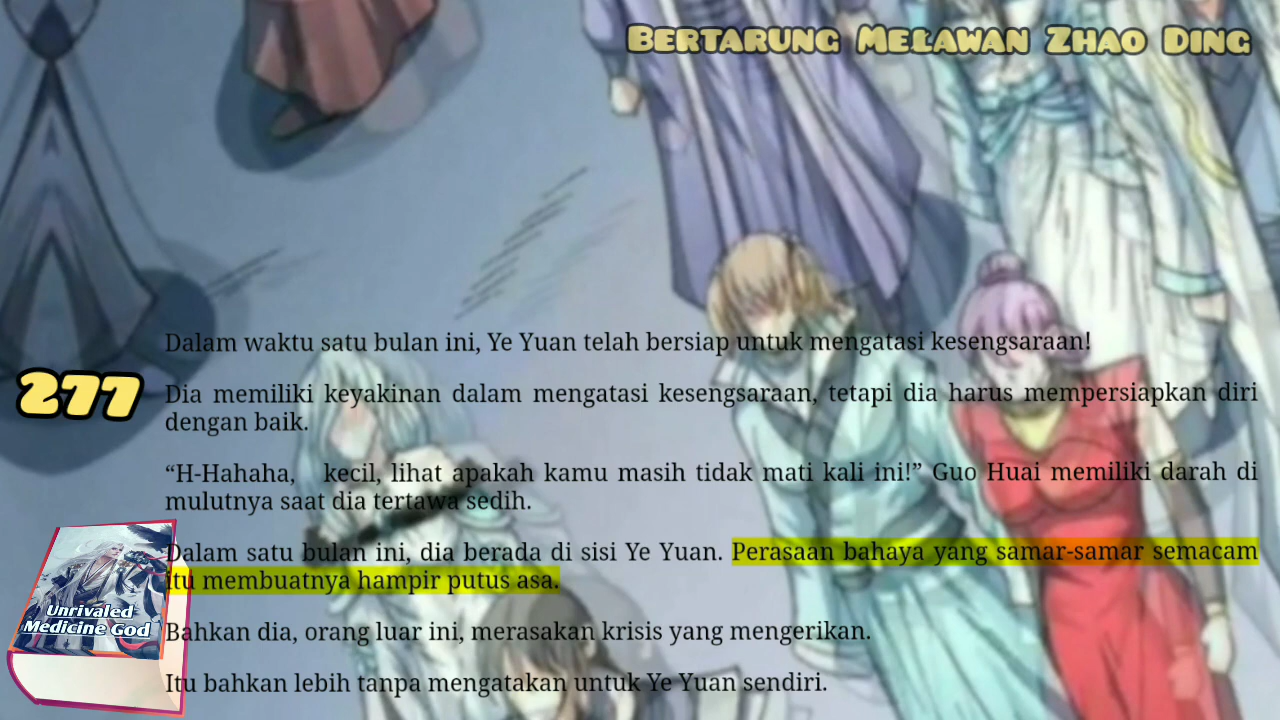 Bertarung Melawan Zhao Ding
Dalam waktu satu bulan ini, Ye Yuan telah bersiap untuk mengatasi kesengsaraan!
277
Dia memiliki keyakinan dalam mengatasi kesengsaraan, tetapi dia harus mempersiapkan diri
dengan baik.
“H-Hahaha, kecil, lihat apakah kamu masih tidak mati kali ini!” Guo Huai memiliki darah di
mulutnya saat dia tertawa sedih.
Dalam satu bulan ini, dia berada di sisi Ye Yuan. Perasaan bahaya yang samar-samar semacam
itu membuatnya hampir putus asa.
Unrivaled
Medicine God
Bahkan dia, orang luar ini, merasakan krisis yang mengerikan.
Itu bahkan lebih tanpa mengatakan untuk Ye Yuan sendiri.